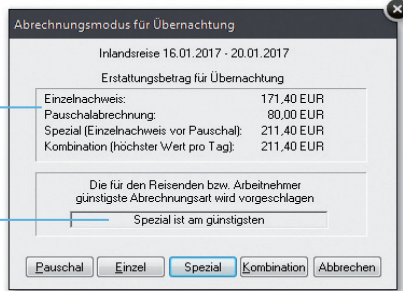 Abrechnungsmodus für Übernachtung
Inlandsreise 16.01.2017 - 20.01.2017
Erstattungsbetrag für Übernachtung
Einzelnachweis: 171,40 EUR
Pauschalabrechnung: 80,00 EUR
Spezial (Einzelnachweis vor Pauschal): 211,40 EUR
Kombination (höchster Wert pro Tag): 211,40 EUR
Die für den Reisenden bzw. Arbeitnehmer
günstigste Abrechnungsart wird vorgeschlagen
Spezial ist am günstigsten
Pauschal Einzel Spezial Kombination Abbrechen